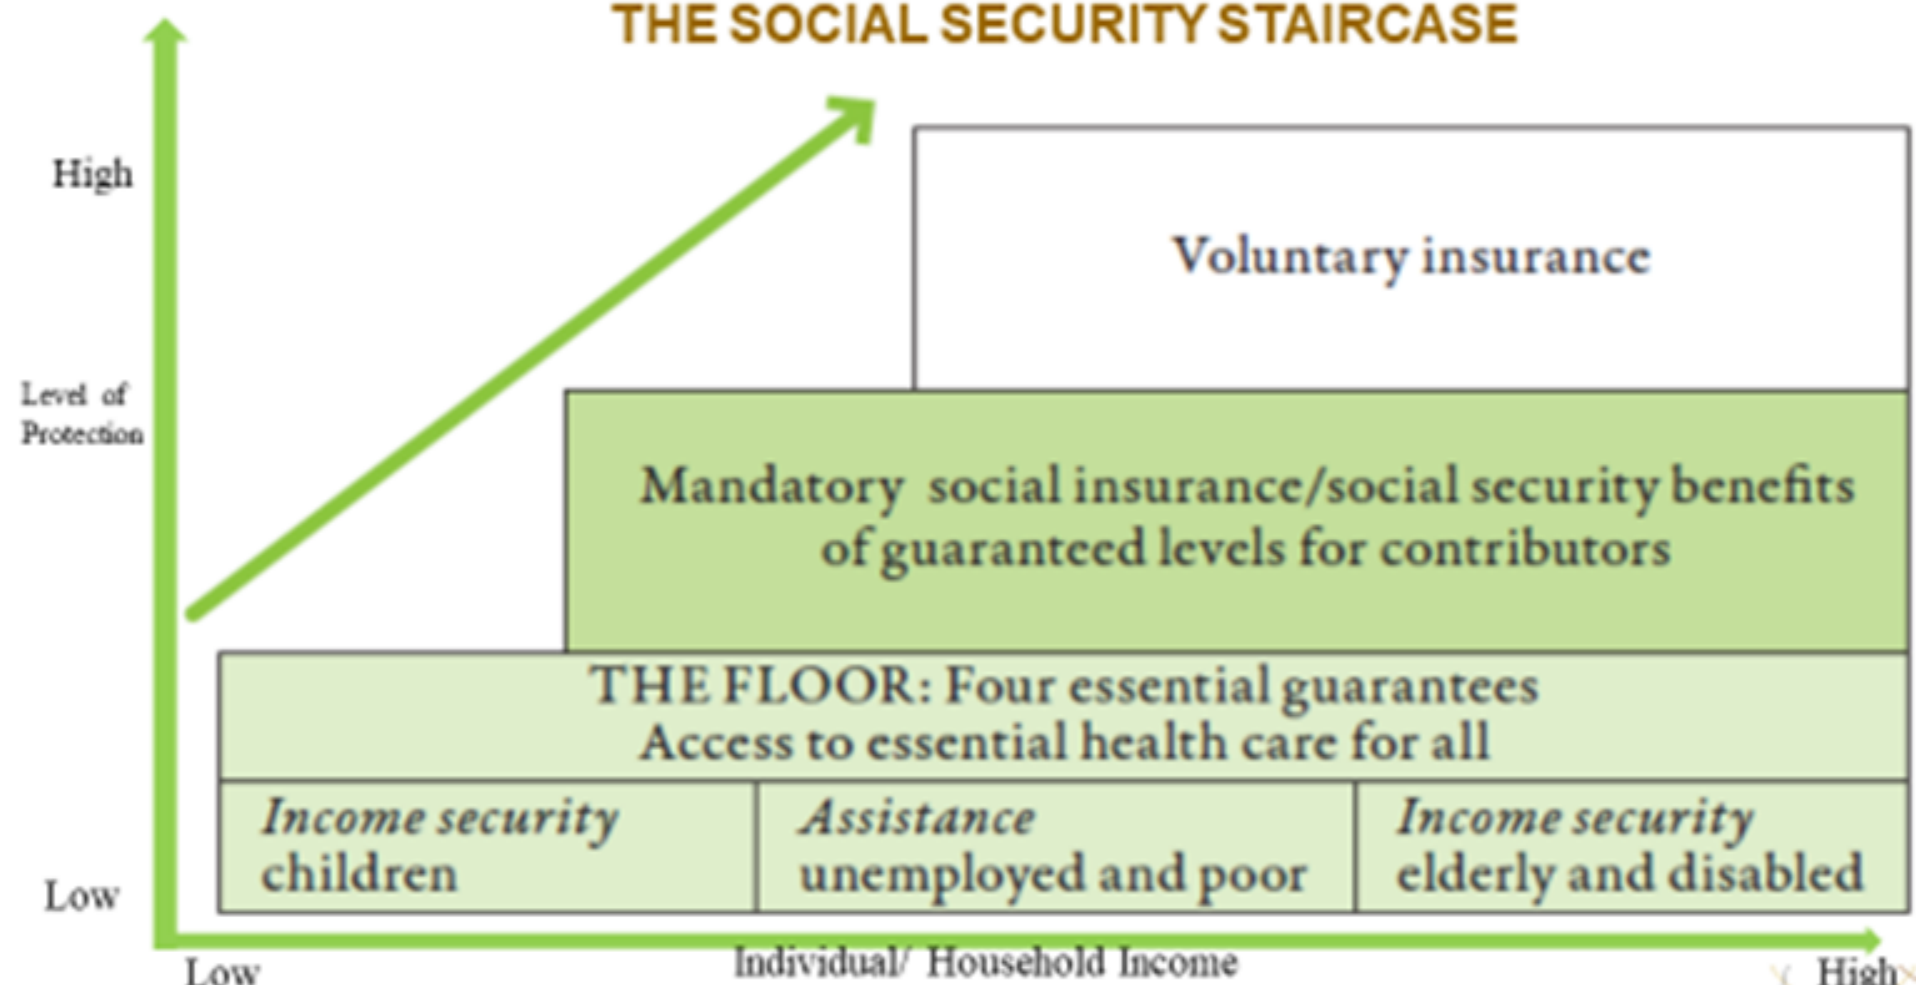 THE SOCIAL SECURITY STAIRCASE
High
Voluntary insurance
Level of
Protection
Mandatory social insurance/social security benefits
of guaranteed levels for contributors
THE FLOOR: Four essential guarantees
Access to essential health care for all
Income security
children
Assistance
unemployed and poor
Income security
elderly and disabled
Low
Low
Individual/ Household Income
High